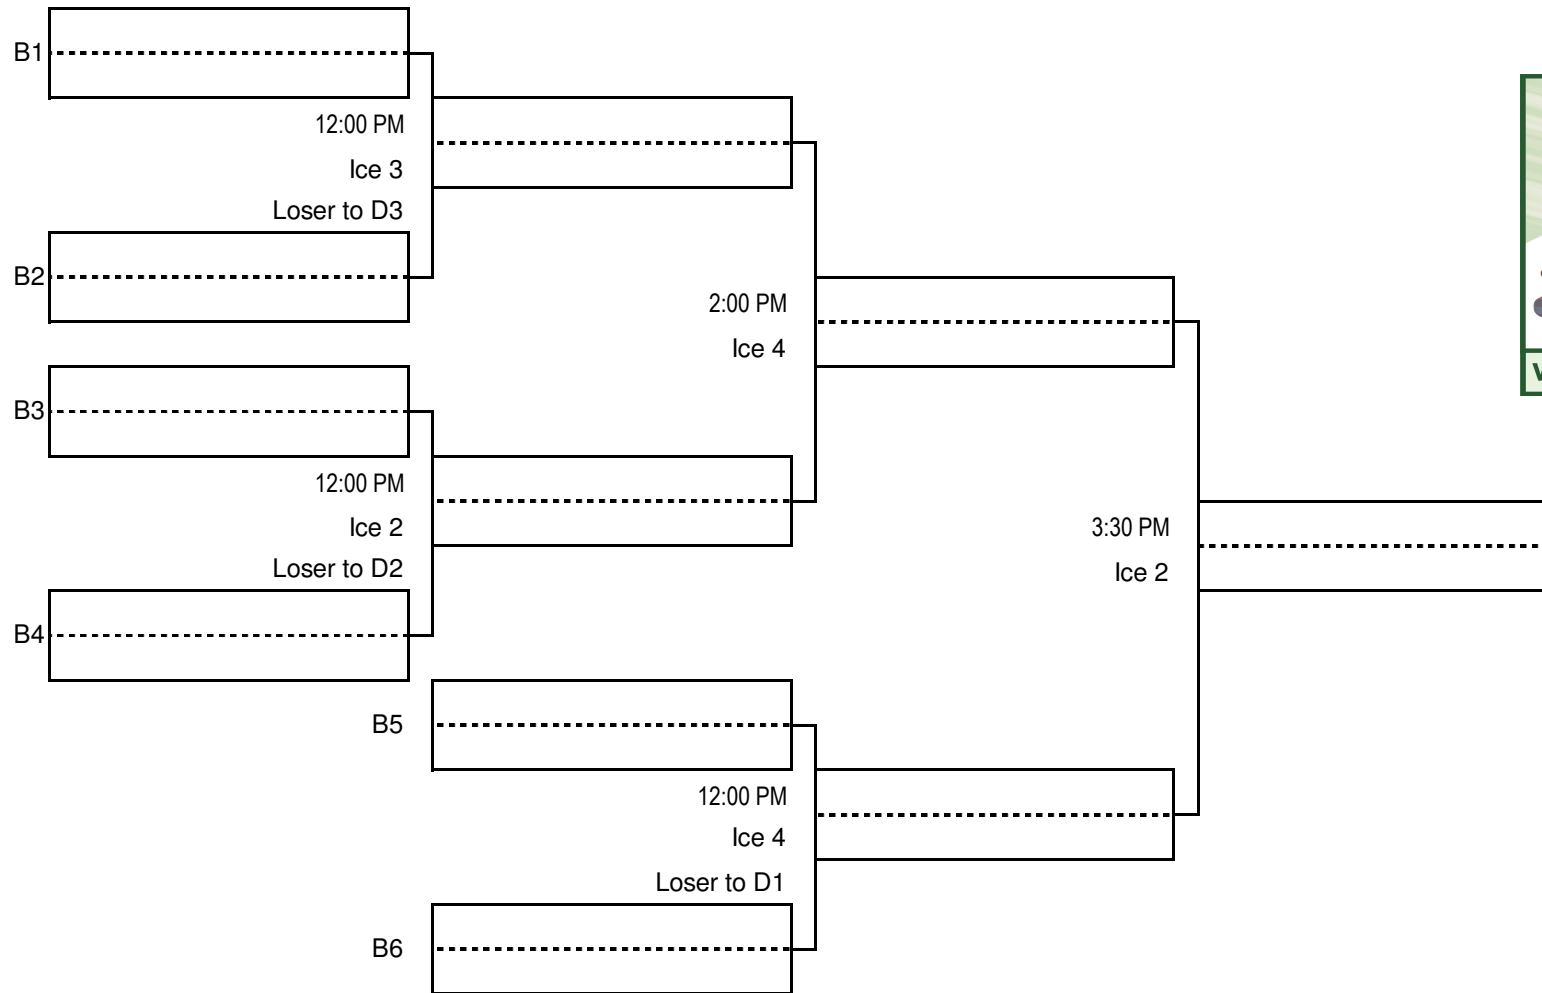 B1
12:00 PM
Ice 3
Loser to D3
B2
2:00 PM
Ice 4
B3
12:00 PM
Ice 2
Loser to D2
3:30 PM
Ice 2
B4
B5
12:00 PM
Ice 4
Loser to D1
B6